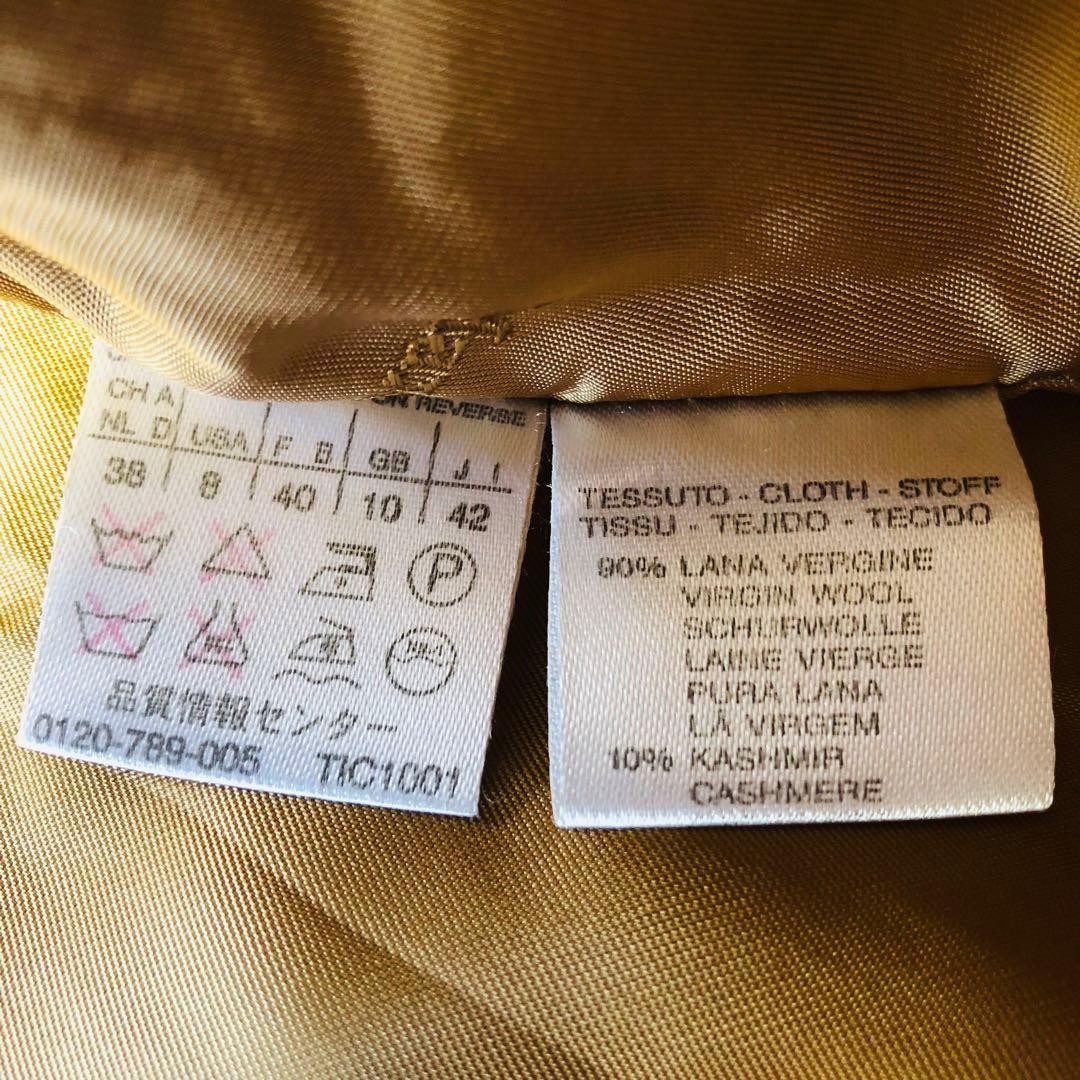 CH A
ON REVERSE
NL D USA F B GB J I
38 8 40 10 42
P
品質情報センター
0120-789-005 TIC1001
TESSUTO - CLOTH - STOFF
TISSU - TEJIDO - TECIDO
90% LANA VERGINE
VIRGIN WOOL
SCHURWOLLE
LAINE VIERGE
PURA LANA
LÃ VIRGEM
10% KASHMIR
CASHMERE